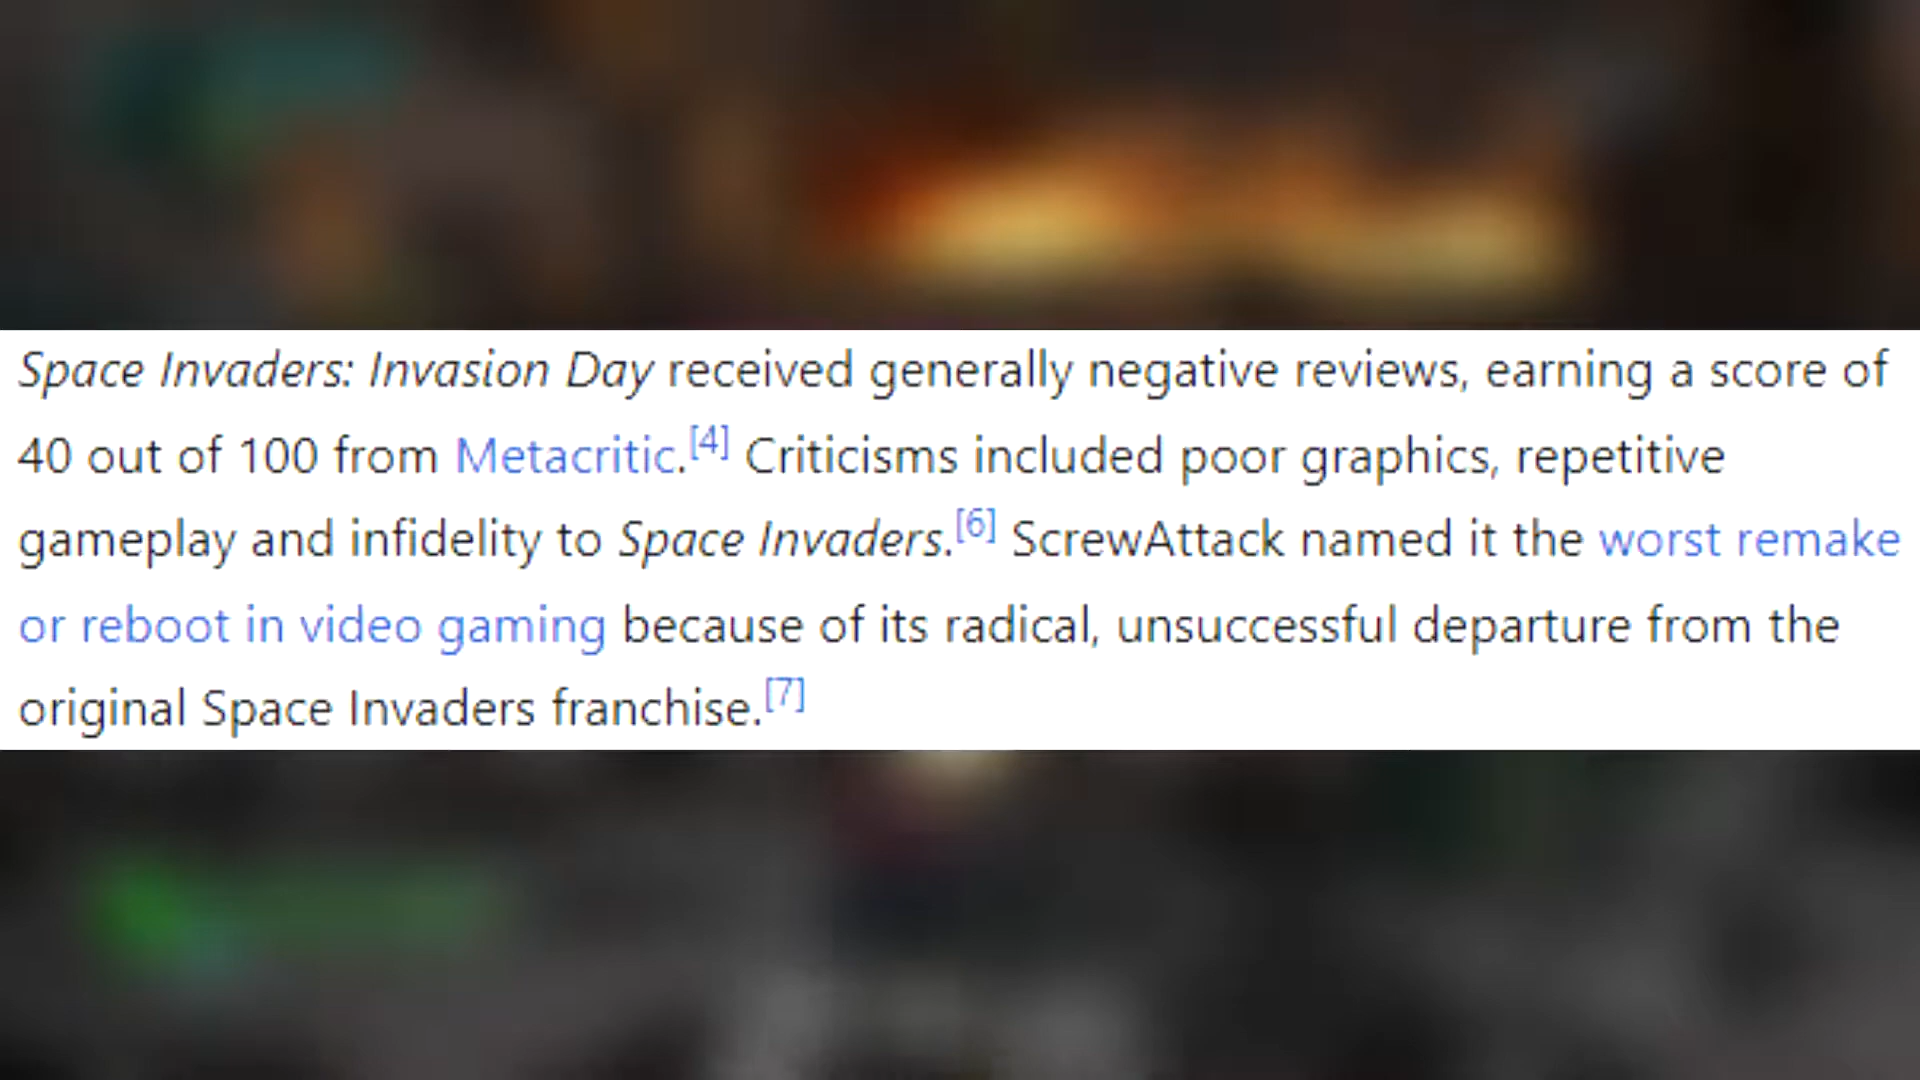 Space Invaders: Invasion Day received generally negative reviews, earning a score of
40 out of 100 from Metacritic.[4] Criticisms included poor graphics, repetitive
gameplay and infidelity to Space Invaders.[6] ScrewAttack named it the worst remake
or reboot in video gaming because of its radical, unsuccessful departure from the
original Space Invaders franchise.[7]